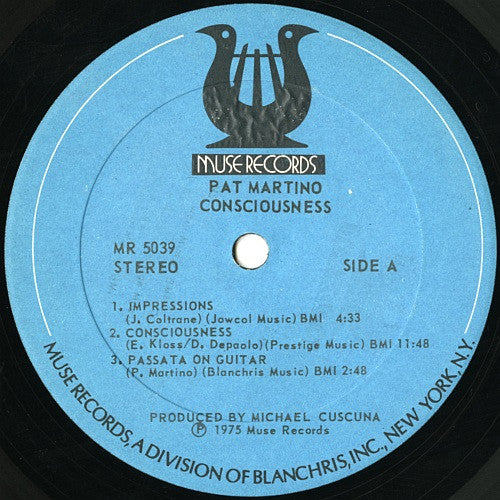 MUSE RECORDS
PAT MARTINO
CONSCIOUSNESS
MR 5039
STEREO
SIDE A
1. IMPRESSIONS
(J. Coltrane) (Jowcol Music) BMI 4:33
2. CONSCIOUSNESS
(E. Kloss/D. Depaolo) (Prestige Music) BMI 11:48
3. PASSATA ON GUITAR
(P. Martino) (Blanchris Music) BMI 2:48
PRODUCED BY MICHAEL CUSCUNA
℗ 1975 Muse Records
MUSE RECORDS, A DIVISION OF BLANCHRIS, INC., NEW YORK, N.Y.